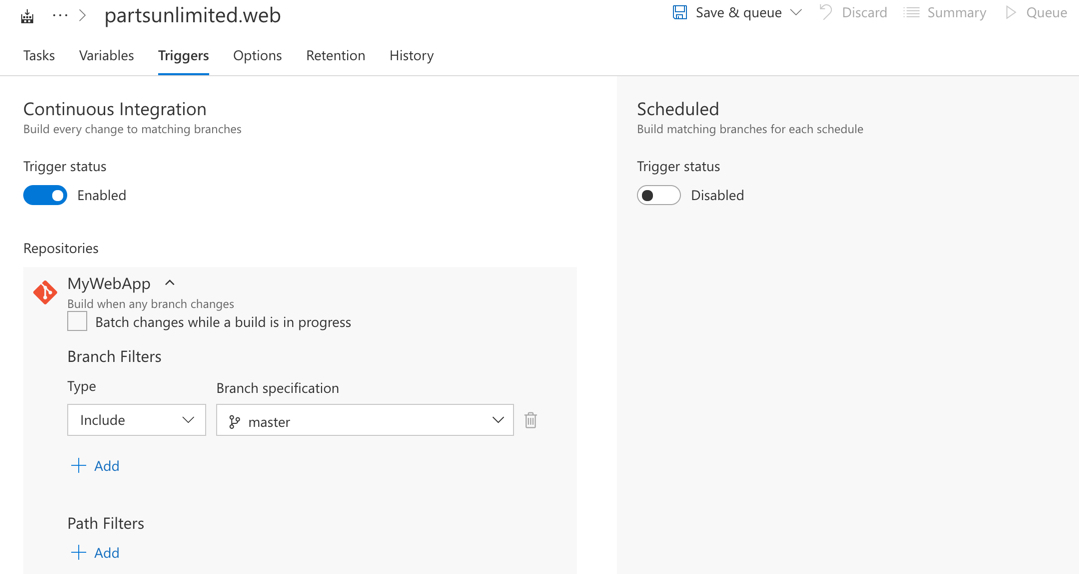 ··· > partsunlimited.web
Save & queue Discard Summary Queue
Tasks Variables Triggers Options Retention History
Continuous Integration
Build every change to matching branches
Trigger status
Enabled
Repositories
MyWebApp
Build when any branch changes
Batch changes while a build is in progress
Branch Filters
Type Branch specification
Include master
+ Add
Path Filters
+ Add
Scheduled
Build matching branches for each schedule
Trigger status
Disabled